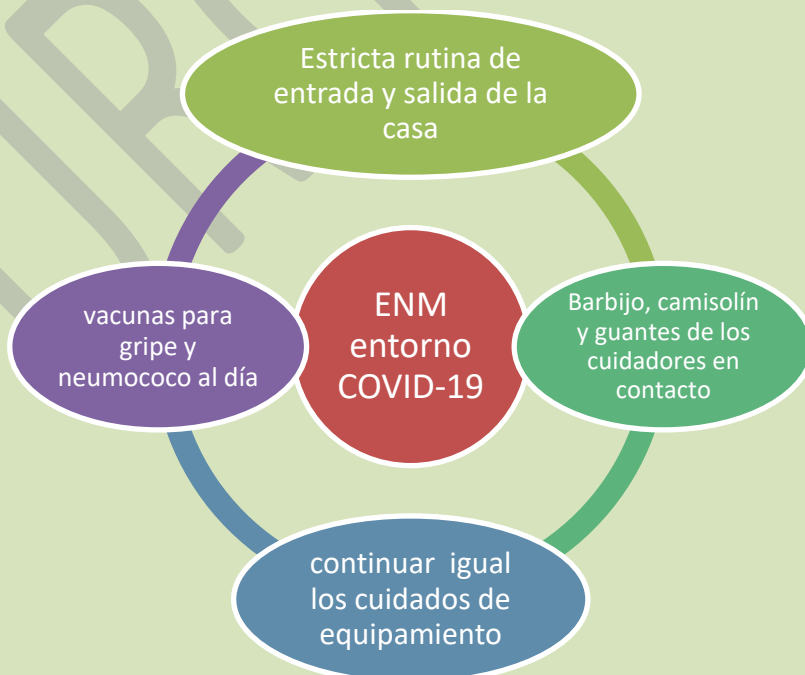 Estricta rutina de
entrada y salida de la
casa
vacunas para
gripe y
neumococo al día
ENM
entorno
COVID-19
Barbijo, camisolín
y guantes de los
cuidadores en
contacto
continuar igual
los cuidados de
equipamiento